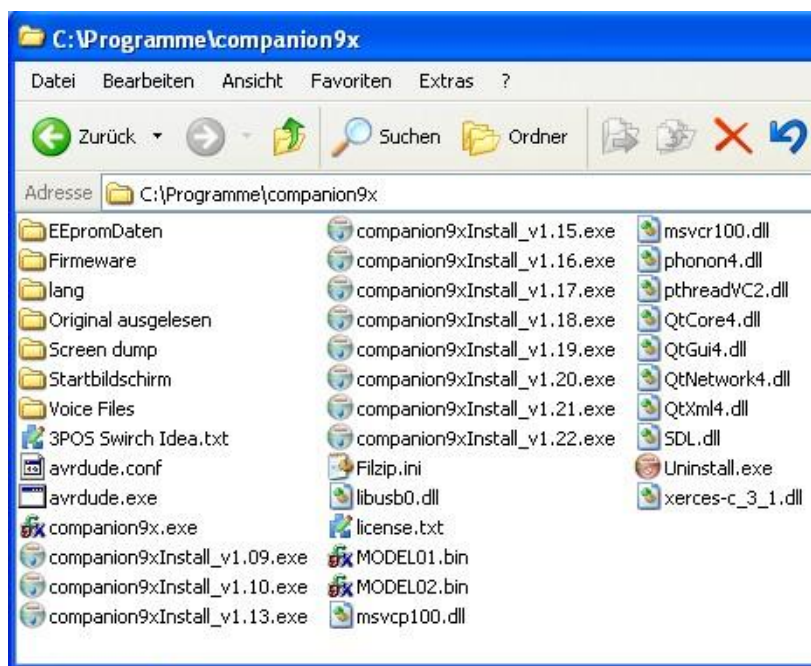 C:\Programme\companion9x
Datei Bearbeiten Ansicht Favoriten Extras ?
Zurück Suchen Ordner
Adresse C:\Programme\companion9x
EEpromDaten
Firmeware
lang
Original ausgelesen
Screen dump
Startbildschirm
Voice Files
3POS Swirch Idea.txt
avrdude.conf
avrdude.exe
companion9x.exe
companion9xInstall_v1.09.exe
companion9xInstall_v1.10.exe
companion9xInstall_v1.13.exe
companion9xInstall_v1.15.exe
companion9xInstall_v1.16.exe
companion9xInstall_v1.17.exe
companion9xInstall_v1.18.exe
companion9xInstall_v1.19.exe
companion9xInstall_v1.20.exe
companion9xInstall_v1.21.exe
companion9xInstall_v1.22.exe
Filzip.ini
libusb0.dll
license.txt
MODEL01.bin
MODEL02.bin
msvcp100.dll
msvcr100.dll
phonon4.dll
pthreadVC2.dll
QtCore4.dll
QtGui4.dll
QtNetwork4.dll
QtXml4.dll
SDL.dll
Uninstall.exe
xerces-c_3_1.dll